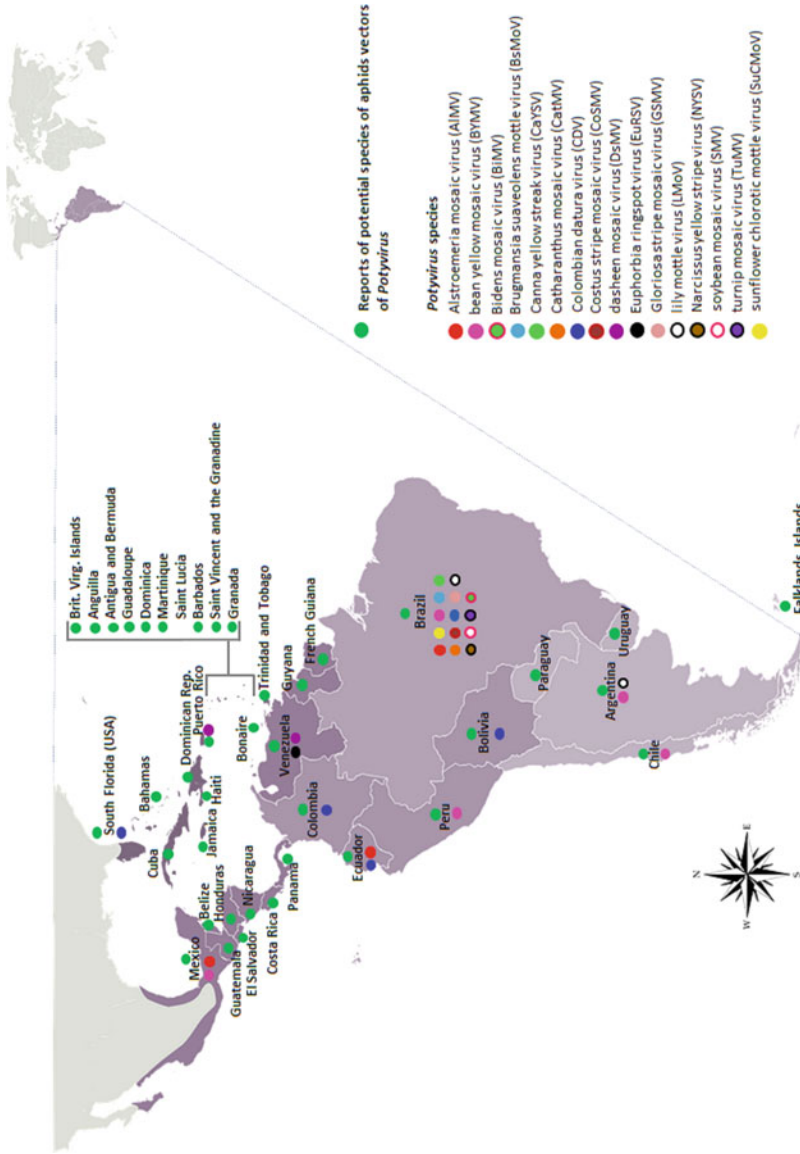 Reports of potential species of aphids vectors
of Potyvirus
Potyvirus species
Alstroemeria mosaic virus (AlMV)
bean yellow mosaic virus (BYMV)
Bidens mosaic virus (BiMV)
Brugmansia suaveolens mottle virus (BsMoV)
Canna yellow streak virus (CaYSV)
Catharanthus mosaic virus (CatMV)
Colombian datura virus (CDV)
Costus stripe mosaic virus (CoSMV)
dasheen mosaic virus (DsMV)
Euphorbia ringspot virus (EuRSV)
Gloriosa stripe mosaic virus (GSMV)
lily mottle virus (LMoV)
Narcissus yellow stripe virus (NYSV)
soybean mosaic virus (SMV)
turnip mosaic virus (TuMV)
sunflower chlorotic mottle virus (SuCMoV)
Brit. Virg. Islands
Anguilla
Antigua and Bermuda
Guadaloupe
Dominica
Martinique
Saint Lucia
Barbados
Saint Vincent and the Granadine
Granada
South Florida (USA)
Bahamas
Cuba
Dominican Rep.
Puerto Rico
Jamaica
Haiti
Mexico
Belize
Honduras
Nicaragua
Guatemala
El Salvador
Costa Rica
Panama
Bonaire
Trinidad and Tobago
Guyana
French Guiana
Venezuela
Colombia
Ecuador
Peru
Brazil
Bolivia
Paraguay
Uruguay
Argentina
Chile
Falklands Islands
N
W
E
S